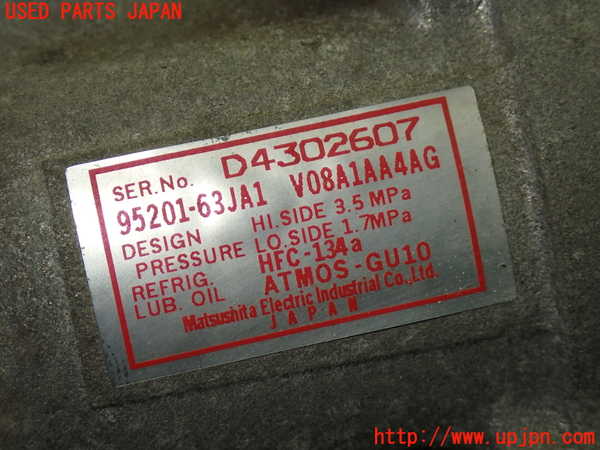 USED PARTS JAPAN
SER.No. D4302607
95201-63JA1 V08A1AA4AG
DESIGN HI.SIDE 3.5 MPa
PRESSURE LO.SIDE 1.7MPa
REFRIG. HFC-134a
LUB. OIL ATMOS-GU10
Matsushita Electric Industrial Co.,Ltd.
JAPAN
http://www.upjpn.com/